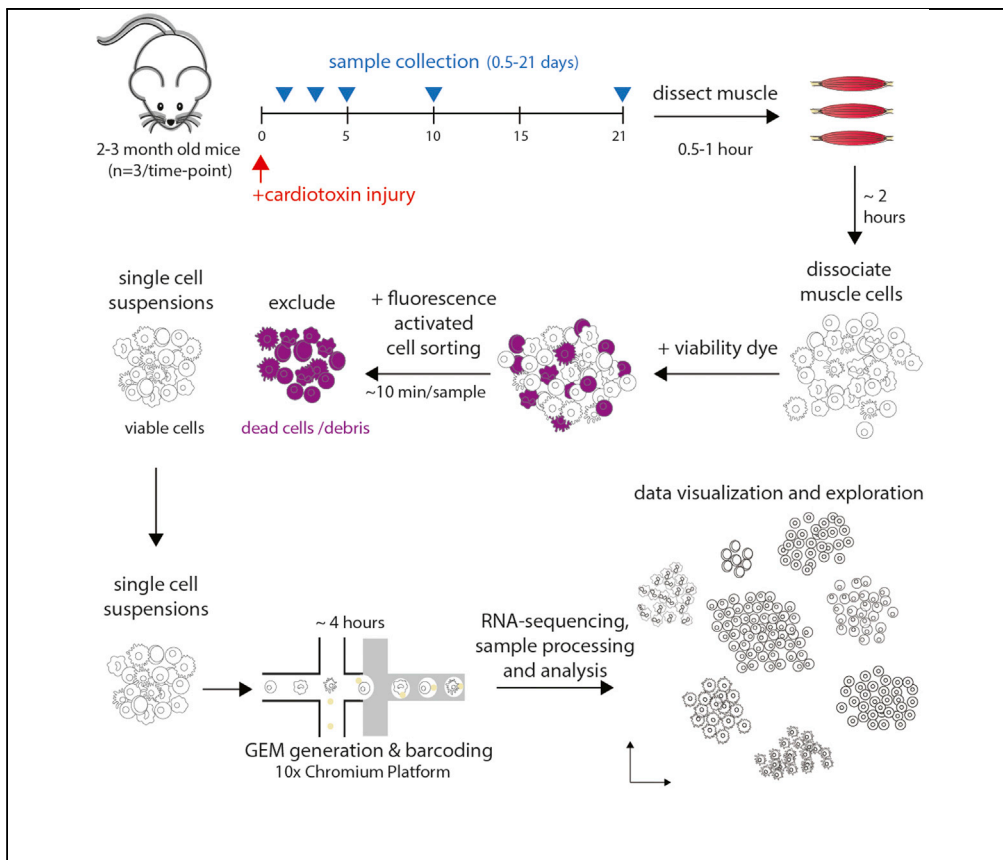 sample collection (0.5-21 days)
0
5
10
15
21
2-3 month old mice
(n=3/time-point)
+cardiotoxin injury
dissect muscle
0.5-1 hour
~ 2
hours
dissociate
muscle cells
+ viability dye
+ fluorescence
activated
cell sorting
~10 min/sample
exclude
dead cells /debris
single cell
suspensions
viable cells
single cell
suspensions
~ 4 hours
GEM generation & barcoding
10x Chromium Platform
RNA-sequencing,
sample processing
and analysis
data visualization and exploration